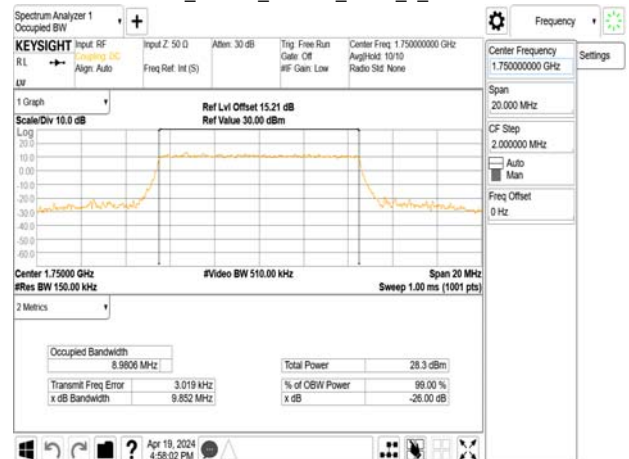 Spectrum Analyzer 1
Occupied BW
Frequency
KEYSIGHT
RL
LV
Input: RF
Coupling: DC
Align: Auto
Input Z: 50 Ω
Freq Ref: Int (S)
Atten: 30 dB
Trig: Free Run
Gate: Off
#IF Gain: Low
Center Freq: 1.750000000 GHz
Avg|Hold: 10/10
Radio Std: None
Center Frequency
1.750000000 GHz
Settings
Span
20.000 MHz
CF Step
2.000000 MHz
Auto
Man
Freq Offset
0 Hz
1 Graph
Scale/Div 10.0 dB
Ref Lvl Offset 15.21 dB
Ref Value 30.00 dBm
Log
20.0
10.0
0.00
-10.0
-20.0
-30.0
-40.0
-50.0
-60.0
Center 1.75000 GHz
#Res BW 150.00 kHz
#Video BW 510.00 kHz
Span 20 MHz
Sweep 1.00 ms (1001 pts)
2 Metrics
Occupied Bandwidth
8.9806 MHz
Total Power 28.3 dBm
Transmit Freq Error 3.019 kHz
% of OBW Power 99.00 %
x dB Bandwidth 9.852 MHz
x dB -26.00 dB
Apr 19, 2024
4:58:02 PM